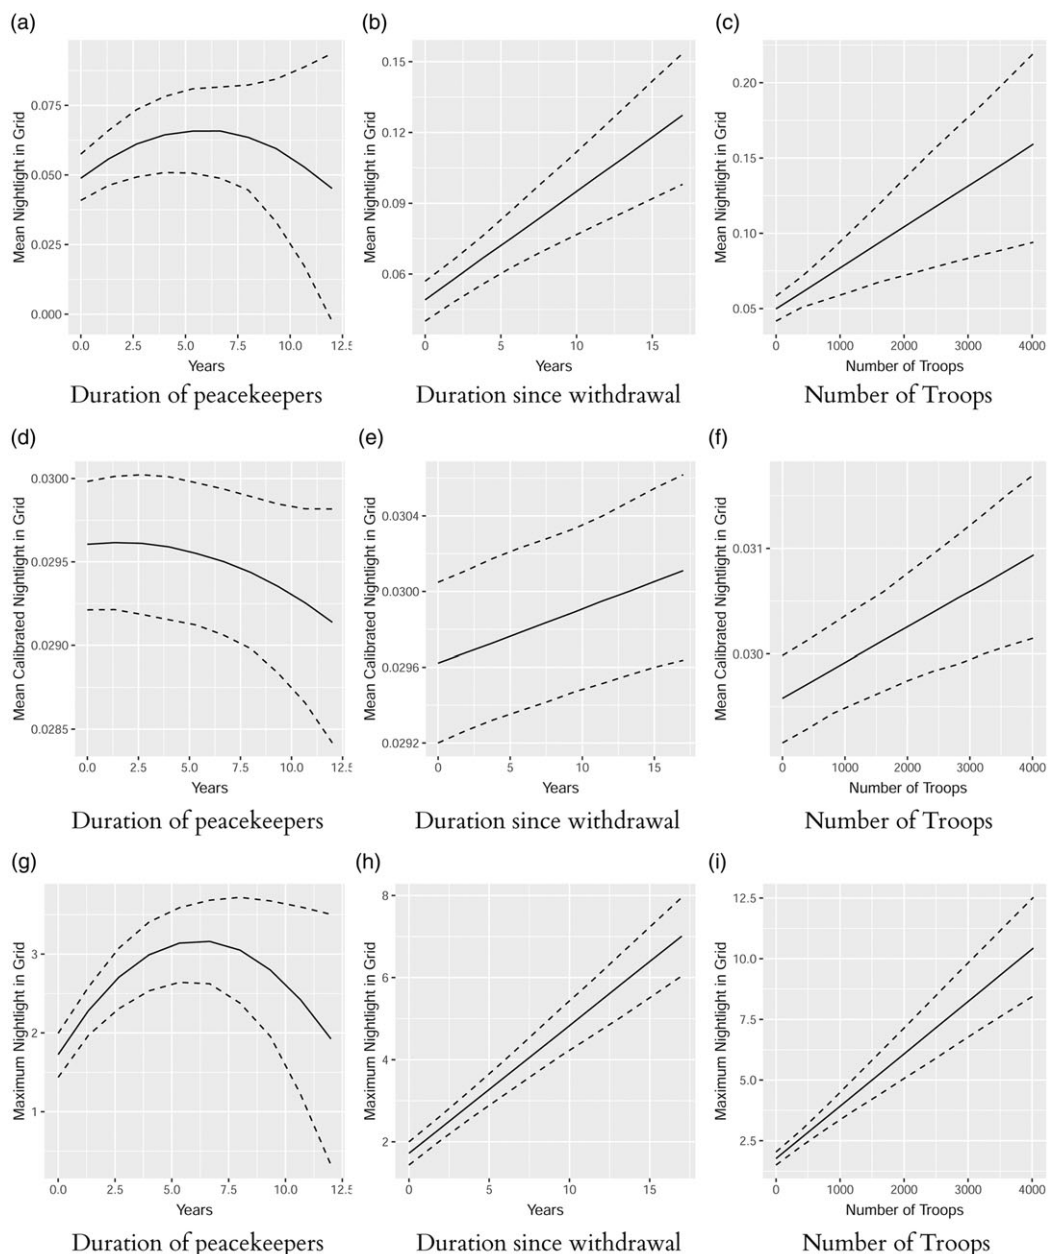 (a)
Mean Nightlight in Grid
0.075
0.050
0.025
0.000
0.0 2.5 5.0 7.5 10.0 12.5
Years
Duration of peacekeepers
(b)
Mean Nightlight in Grid
0.15
0.12
0.09
0.06
0 5 10 15
Years
Duration since withdrawal
(c)
Mean Nightlight in Grid
0.20
0.15
0.10
0.05
0 1000 2000 3000 4000
Number of Troops
Number of Troops
(d)
Mean Calibrated Nightlight in Grid
0.0300
0.0295
0.0290
0.0285
0.0 2.5 5.0 7.5 10.0 12.5
Years
Duration of peacekeepers
(e)
Mean Calibrated Nightlight in Grid
0.0304
0.0300
0.0296
0.0292
0 5 10 15
Years
Duration since withdrawal
(f)
Mean Calibrated Nightlight in Grid
0.031
0.030
0 1000 2000 3000 4000
Number of Troops
Number of Troops
(g)
Maximum Nightlight in Grid
3
2
1
0.0 2.5 5.0 7.5 10.0 12.5
Years
Duration of peacekeepers
(h)
Maximum Nightlight in Grid
8
6
4
2
0 5 10 15
Years
Duration since withdrawal
(i)
Maximum Nightlight in Grid
12.5
10.0
7.5
5.0
2.5
0 1000 2000 3000 4000
Number of Troops
Number of Troops